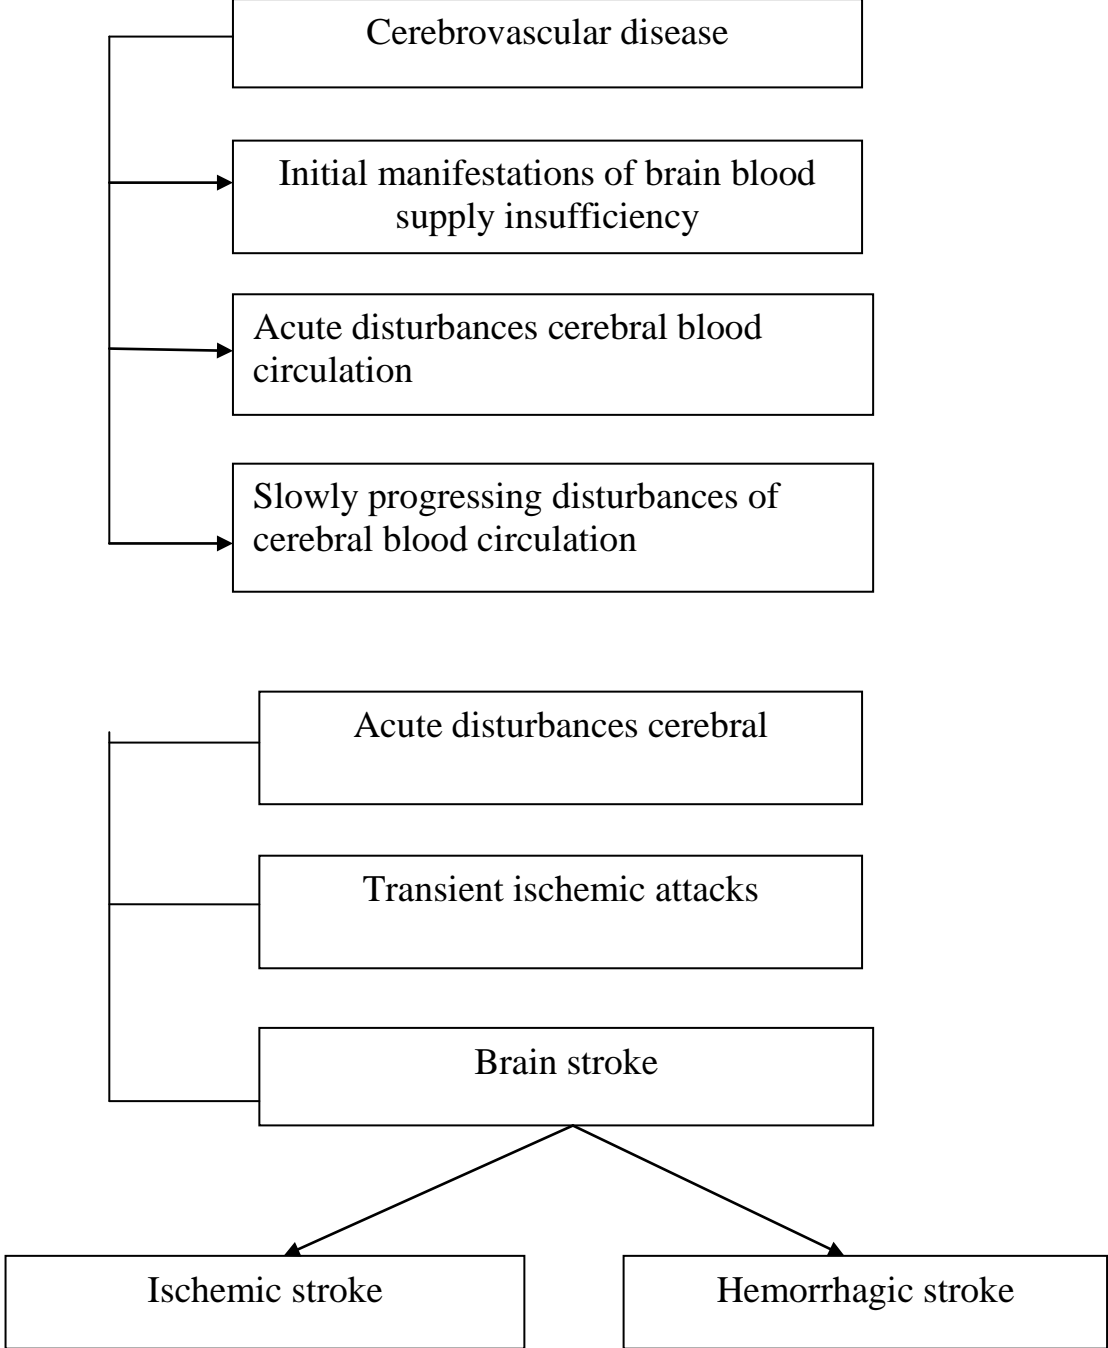 Cerebrovascular disease
Initial manifestations of brain blood
supply insufficiency
Acute disturbances cerebral blood
circulation
Slowly progressing disturbances of
cerebral blood circulation
Acute disturbances cerebral
Transient ischemic attacks
Brain stroke
Ischemic stroke
Hemorrhagic stroke